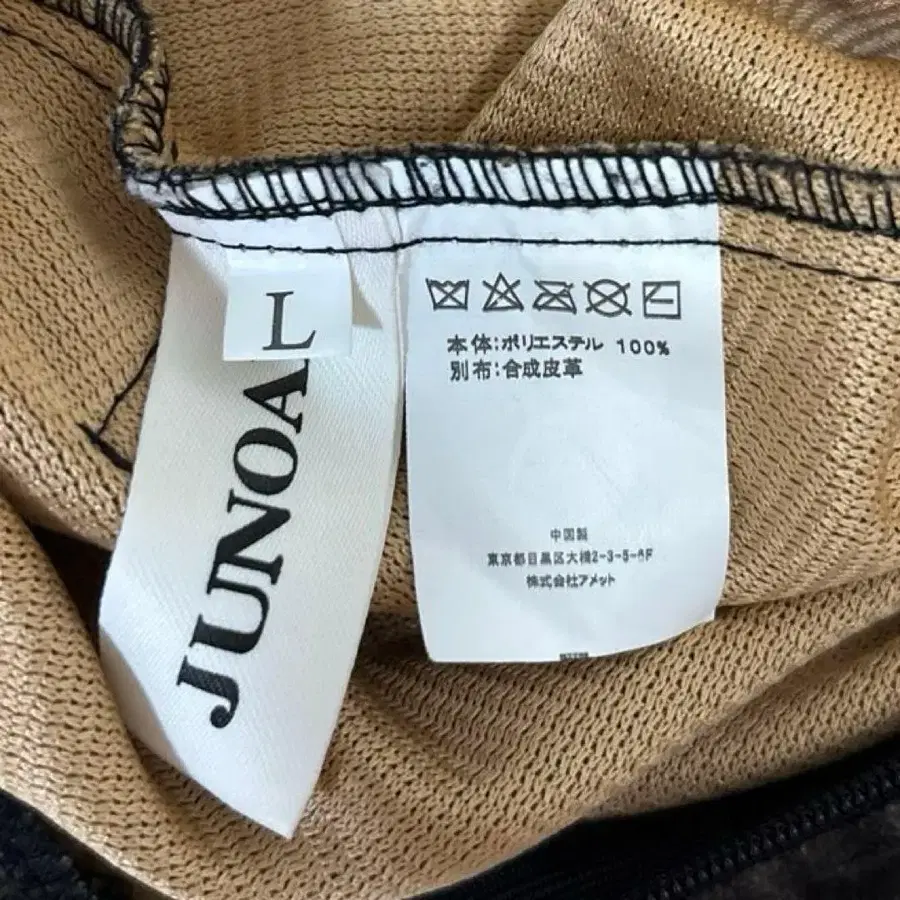 L
JUNOA
本体:ポリエステル 100%
別布:合成皮革
中国製
東京都目黒区大橋2-3-5-6F
株式会社アメット